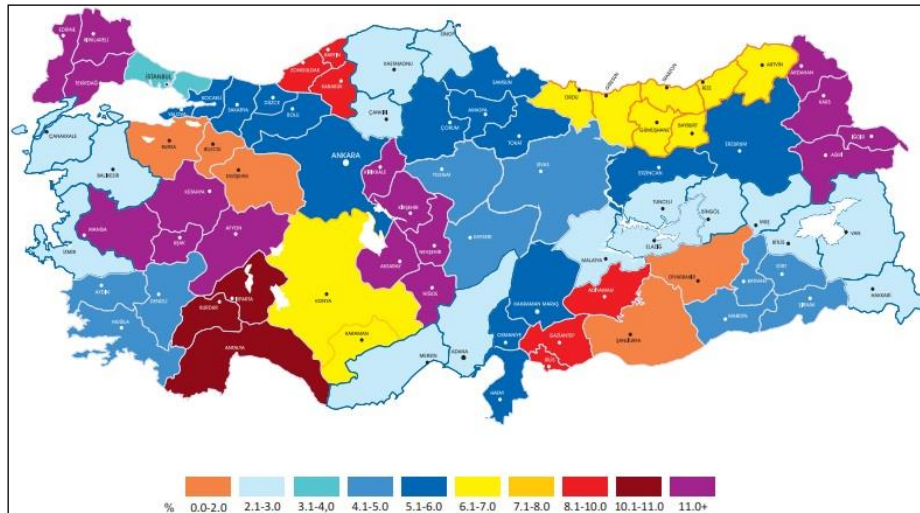 EDİRNE
KIRKLARELİ
TEKİRDAĞ
İSTANBUL
KOCAELİ
YALOVA
SAKARYA
DÜZCE
BOLU
ZONGULDAK
BARTIN
KARABÜK
KASTAMONU
SİNOP
ÇANKIRI
SAMSUN
AMASYA
ÇORUM
TOKAT
ORDU
GİRESUN
TRABZON
RİZE
ARTVİN
GÜMÜŞHANE
BAYBURT
ARDAHAN
KARS
IĞDIR
AĞRI
ERZURUM
ERZİNCAN
ÇANAKKALE
BALIKESİR
BURSA
BİLECİK
ESKİŞEHİR
ANKARA
KIRIKKALE
KIRŞEHİR
YOZGAT
SİVAS
NEVŞEHİR
AKSARAY
NİĞDE
KAYSERİ
KÜTAHYA
MANİSA
UŞAK
AFYON
İZMİR
AYDIN
DENİZLİ
MUĞLA
BURDUR
ISPARTA
ANTALYA
KONYA
KARAMAN
MERSİN
ADANA
KAHRAMAN MARAŞ
OSMANİYE
HATAY
GAZİANTEP
KİLİS
ADIYAMAN
MALATYA
ELAZIĞ
TUNCELİ
BİNGÖL
MUŞ
BİTLİS
VAN
HAKKARİ
DİYARBAKIR
ŞANLIURFA
BATMAN
SİİRT
MARDİN
ŞIRNAK
% 0.0-2.0 2.1-3.0 3.1-4,0 4.1-5.0 5.1-6.0 6.1-7.0 7.1-8.0 8.1-10.0 10.1-11.0 11.0+